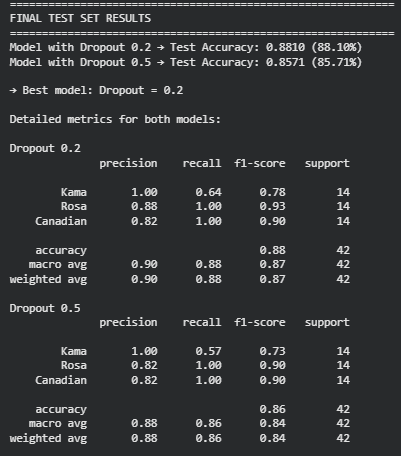 ================================================================
FINAL TEST SET RESULTS
================================================================
Model with Dropout 0.2 → Test Accuracy: 0.8810 (88.10%)
Model with Dropout 0.5 → Test Accuracy: 0.8571 (85.71%)
→ Best model: Dropout = 0.2
Detailed metrics for both models:
Dropout 0.2
precision recall f1-score support
Kama 1.00 0.64 0.78 14
Rosa 0.88 1.00 0.93 14
Canadian 0.82 1.00 0.90 14
accuracy 0.88 42
macro avg 0.90 0.88 0.87 42
weighted avg 0.90 0.88 0.87 42
Dropout 0.5
precision recall f1-score support
Kama 1.00 0.57 0.73 14
Rosa 0.82 1.00 0.90 14
Canadian 0.82 1.00 0.90 14
accuracy 0.86 42
macro avg 0.88 0.86 0.84 42
weighted avg 0.88 0.86 0.84 42